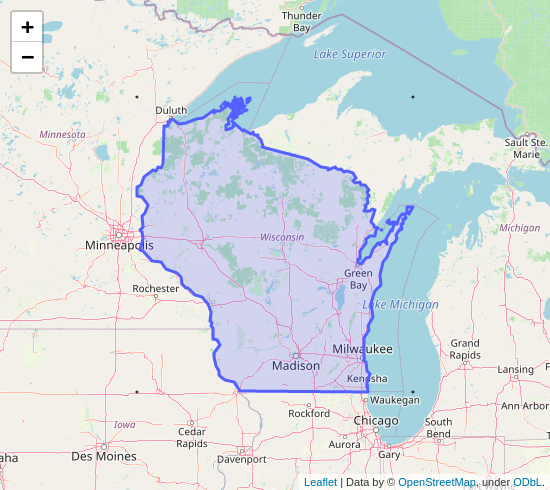 +
−
Thunder
Bay
Lake Superior
Duluth
Minnesota
Sault Ste.
Marie
Minneapolis
Wisconsin
Michigan
Green
Bay
Rochester
Lake Michigan
Milwaukee
Grand
Rapids
Madison
Lansing
Kenosha
Waukegan
Ann Arbor
Rockford
Chicago
South
Bend
Iowa
Cedar
Rapids
Aurora
Gary
Des Moines
Davenport
aha
Leaflet | Data by © OpenStreetMap, under ODbL.